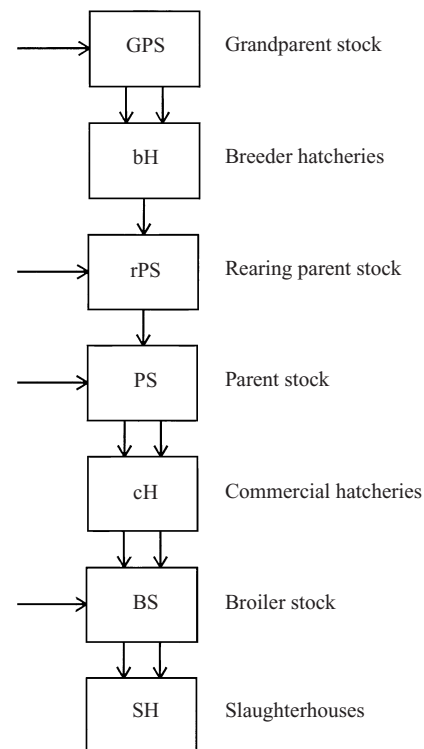 GPS Grandparent stock
bH Breeder hatcheries
rPS Rearing parent stock
PS Parent stock
cH Commercial hatcheries
BS Broiler stock
SH Slaughterhouses